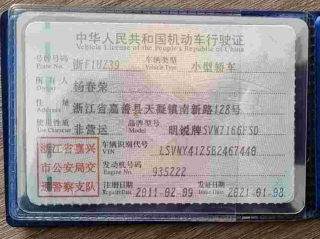 中华人民共和国机动车行驶证
Vehicle License of the People's Republic of China
号牌号码 浙F1UZ39 车辆类型 小型轿车
Plate No. Vehicle Type
所有人 杨春荣
Owner
住址 浙江省嘉善县天凝镇南新路128号
Address
使用性质 非营运 品牌型号 明锐牌SVW7166FSD
Use Character Model
浙江省嘉兴 车辆识别代号 LSVNY41Z5B2467440
VIN
市公安局交 发动机号码 935222
Engine No.
通警察支队 注册日期 2011-02-09 发证日期 2021-01-98
Register Date Issue Date